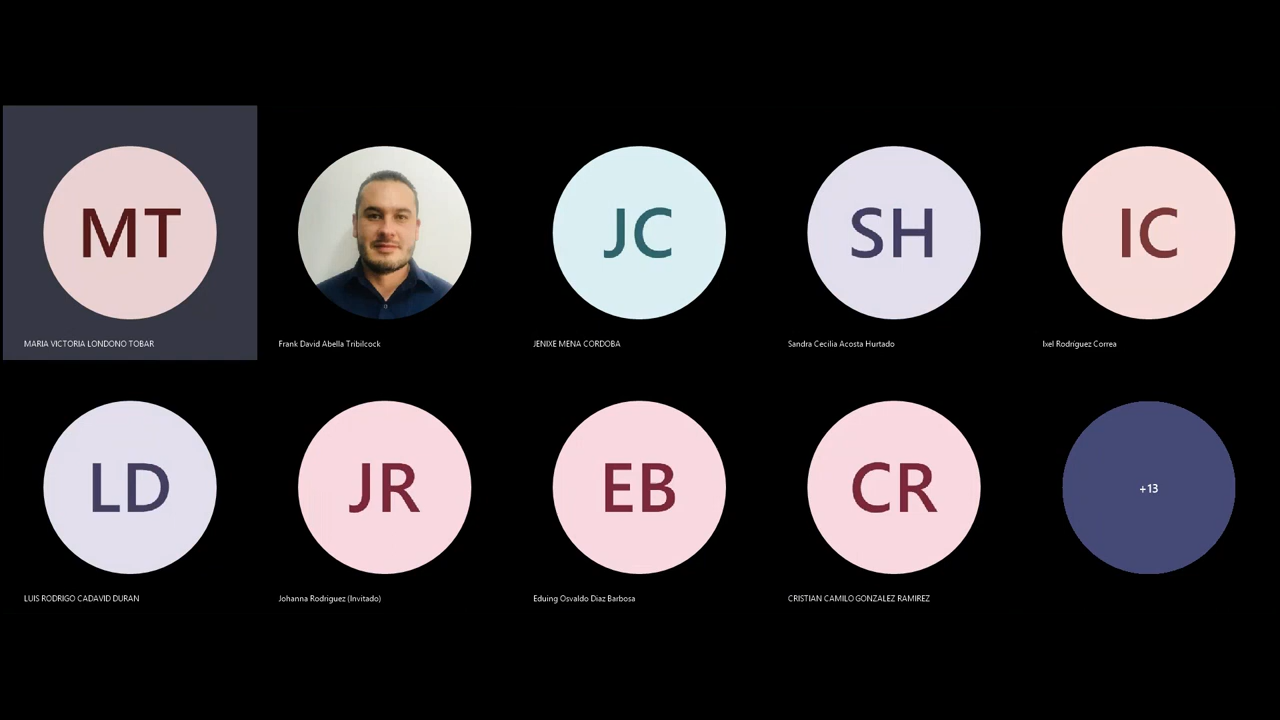 MT
JC
SH
IC
MARIA VICTORIA LONDONO TOBAR
Frank David Abella Tribilcock
JENIXE MENA CORDOBA
Sandra Cecilia Acosta Hurtado
Ixel Rodríguez Correa
LD
JR
EB
CR
+13
LUIS RODRIGO CADAVID DURAN
Johanna Rodriguez (Invitado)
Eduing Osvaldo Diaz Barbosa
CRISTIAN CAMILO GONZALEZ RAMIREZ